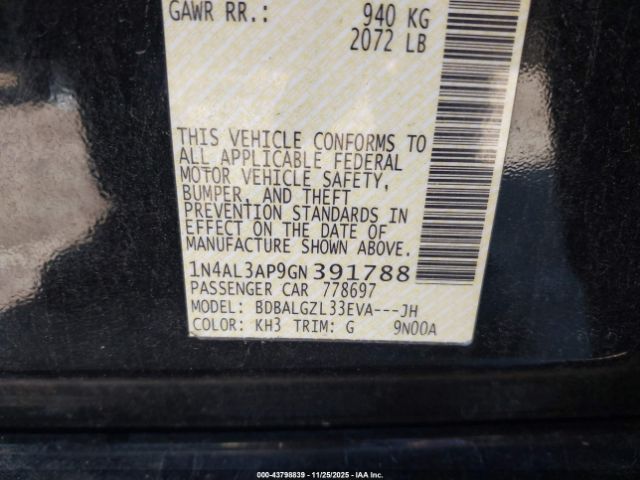 GAWR RR.: 940 KG
2072 LB
THIS VEHICLE CONFORMS TO
ALL APPLICABLE FEDERAL
MOTOR VEHICLE SAFETY,
BUMPER, AND THEFT
PREVENTION STANDARDS IN
EFFECT ON THE DATE OF
MANUFACTURE SHOWN ABOVE.
1N4AL3AP9GN391788
PASSENGER CAR 778697
MODEL: BDBALGZL33EVA---JH
COLOR: KH3 TRIM: G 9N00A
000-43798839 - 11/25/2025 - IAA Inc.